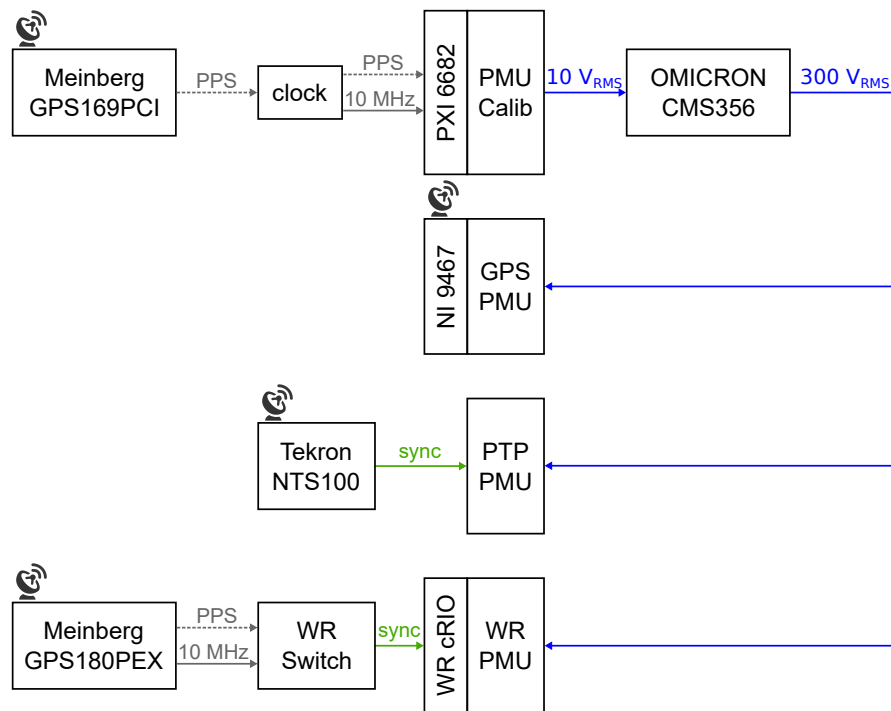 Meinberg
GPS169PCI
PPS
clock
PPS
10 MHz
PXI 6682
PMU
Calib
10 VRMS
OMICRON
CMS356
300 VRMS
NI 9467
GPS
PMU
Tekron
NTS100
sync
PTP
PMU
Meinberg
GPS180PEX
PPS
10 MHz
WR
Switch
sync
WR cRIO
WR
PMU